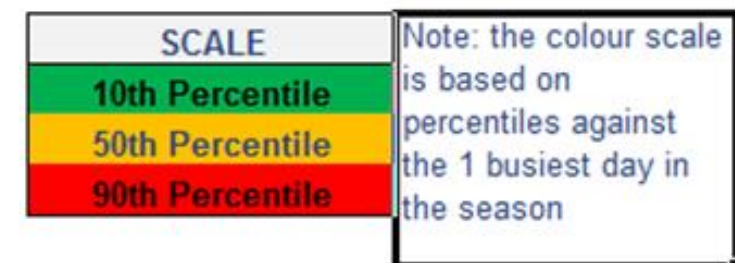 SCALE
10th Percentile
50th Percentile
90th Percentile
Note: the colour scale
is based on
percentiles against
the 1 busiest day in
the season